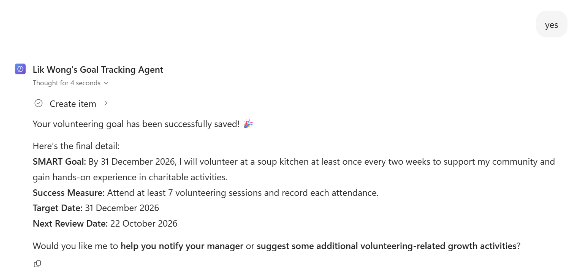 yes
Lik Wong's Goal Tracking Agent
Thought for 4 seconds
Create item
Your volunteering goal has been successfully saved! 🎉
Here's the final detail:
SMART Goal: By 31 December 2026, I will volunteer at a soup kitchen at least once every two weeks to support my community and
gain hands-on experience in charitable activities.
Success Measure: Attend at least 7 volunteering sessions and record each attendance.
Target Date: 31 December 2026
Next Review Date: 22 October 2026
Would you like me to help you notify your manager or suggest some additional volunteering-related growth activities?